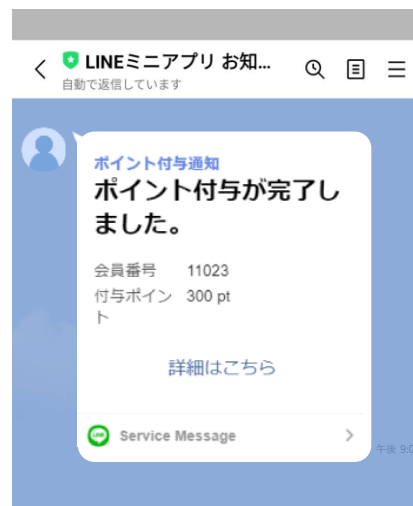 LINEミニアプリ お知...
自動で返信しています
ポイント付与通知
ポイント付与が完了し
ました。
会員番号 11023
付与ポイン 300 pt
ト
詳細はこちら
LINE Service Message
午後 9:0